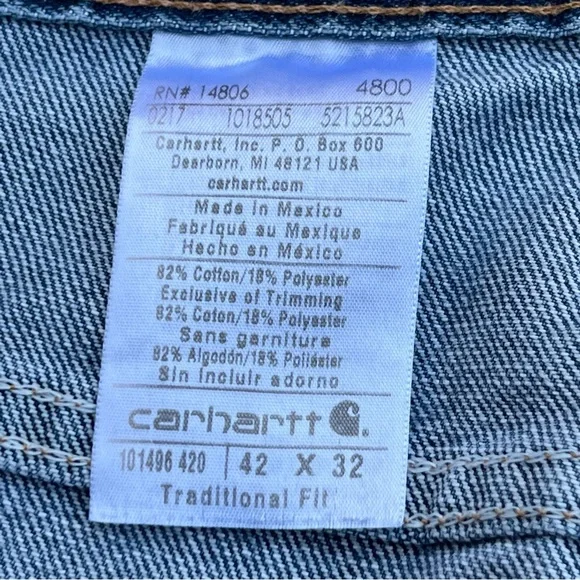 RN# 14806 4800
0217 1018505 5215823A
Carhartt, Inc. P. O. Box 600
Dearborn, MI 48121 USA
carhartt.com
Made in Mexico
Fabriqué au Mexique
Hecho en México
82% Cotton/18% Polyester
Exclusive of Trimming
82% Coton/18% Polyester
Sans garniture
82% Algodón/18% Poliéster
Sin incluir adorno
carhartt
101496 420 42 X 32
Traditional Fit